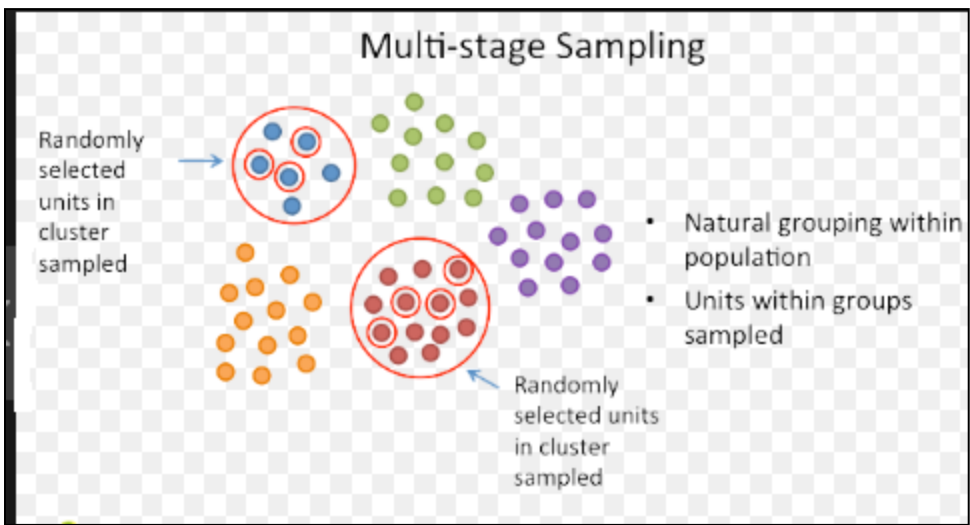 Multi-stage Sampling
Randomly
selected
units in
cluster
sampled
• Natural grouping within
population
• Units within groups
sampled
Randomly
selected units
in cluster
sampled